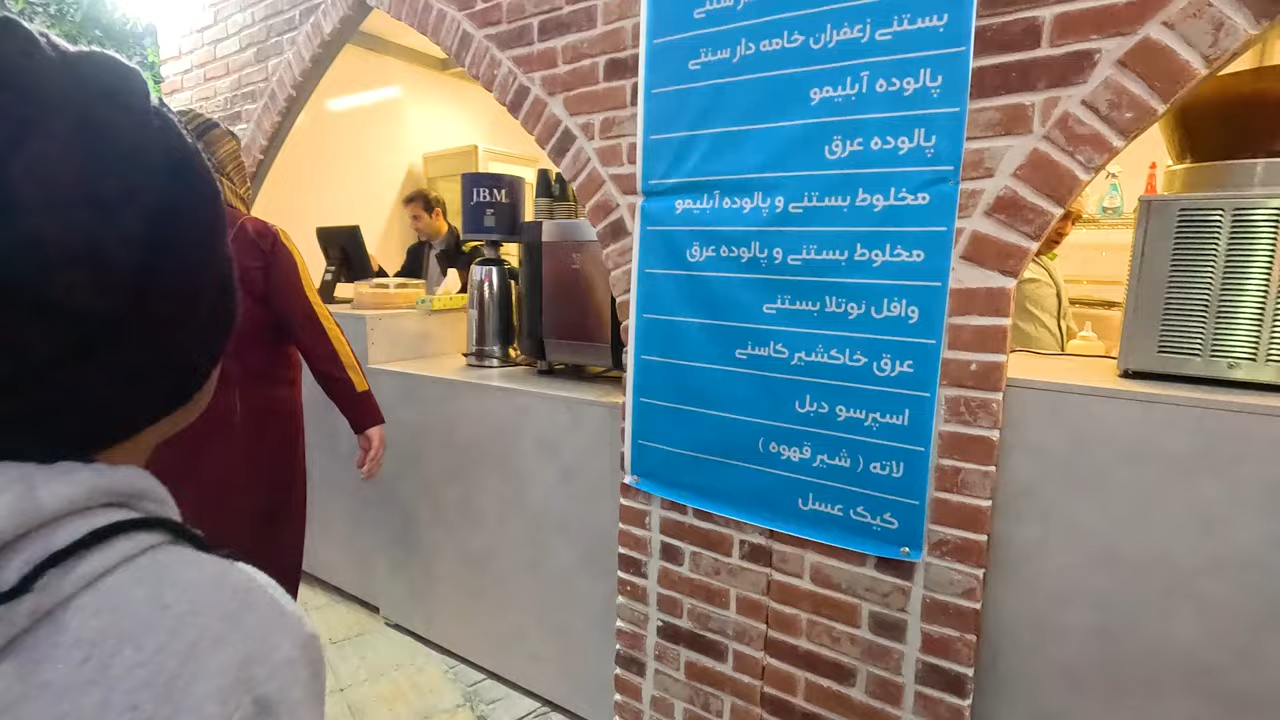 سنتی
بستنی زعفران خامه دار سنتی
پالوده آبلیمو
پالوده عرق
مخلوط بستنی و پالوده آبلیمو
مخلوط بستنی و پالوده عرق
وافل نوتلا بستنی
عرق خاکشیر کاسنی
اسپرسو دبل
لاته ( شیر قهوه )
کیک عسل
J.B.M.